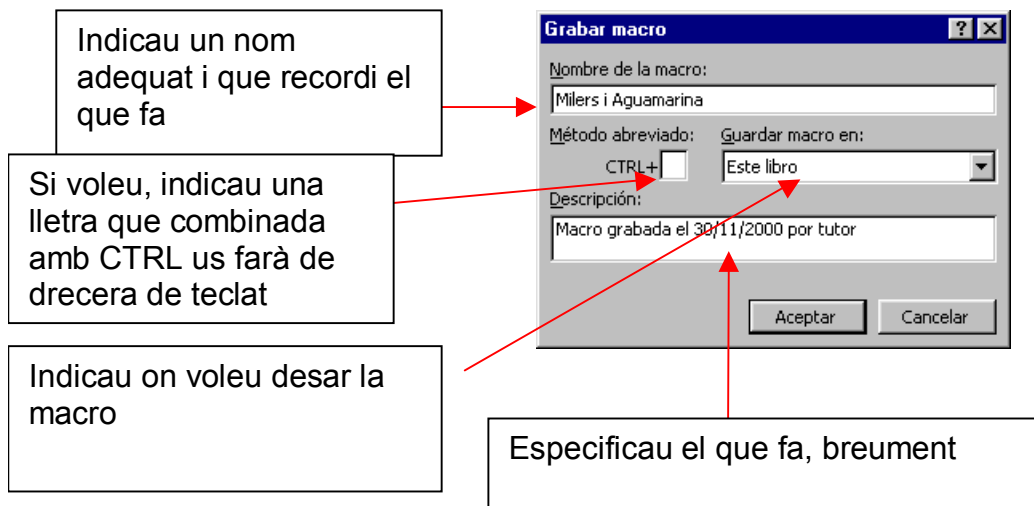 Indicau un nom
adequat i que recordi el
que fa
Si voleu, indicau una
lletra que combinada
amb CTRL us farà de
drecera de teclat
Indicau on voleu desar la
macro
Grabar macro
Nombre de la macro:
Milers i Aguamarina
Método abreviado: Guardar macro en:
CTRL+ Este libro
Descripción:
Macro grabada el 30/11/2000 por tutor
Aceptar Cancelar
Especificau el que fa, breument